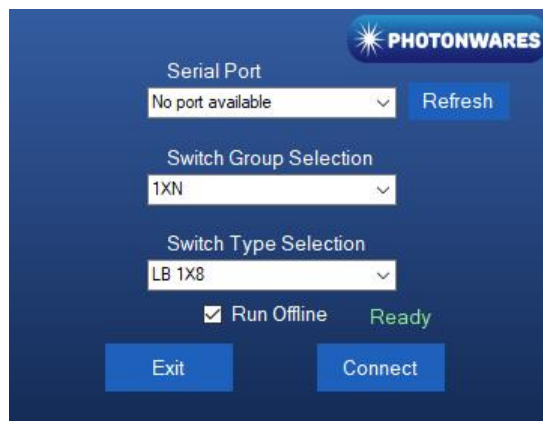 PHOTONWARES
Serial Port
No port available
Refresh
Switch Group Selection
1XN
Switch Type Selection
LB 1X8
Run Offline
Ready
Exit
Connect